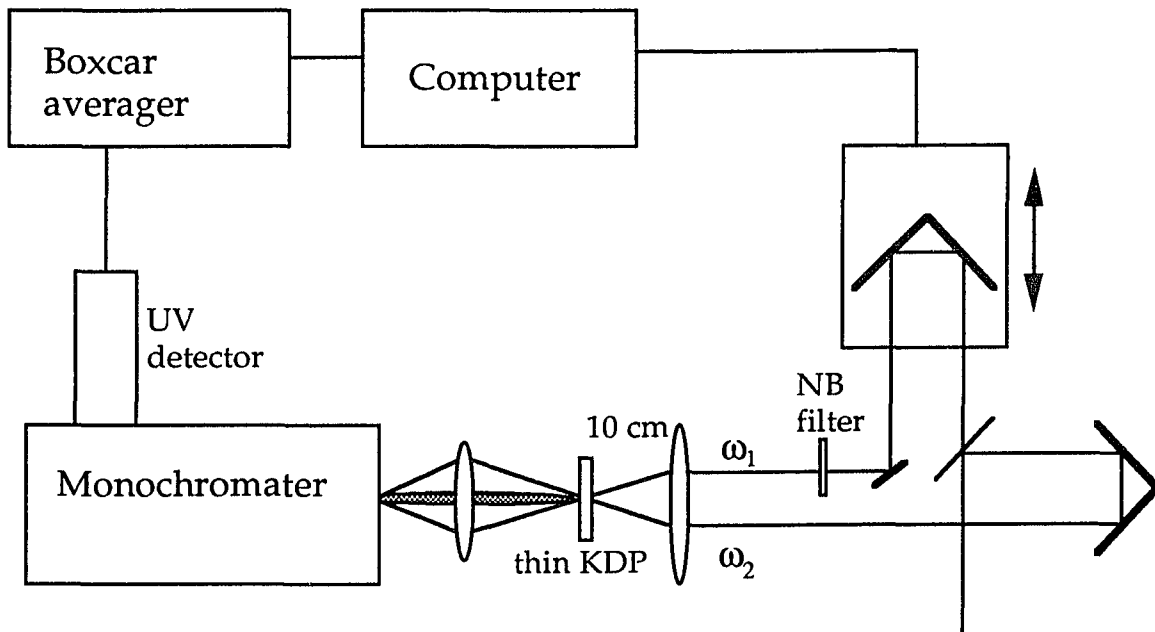 Boxcar
averager
Computer
UV
detector
NB
filter
10 cm
ω₁
Monochromater
thin KDP
ω₂